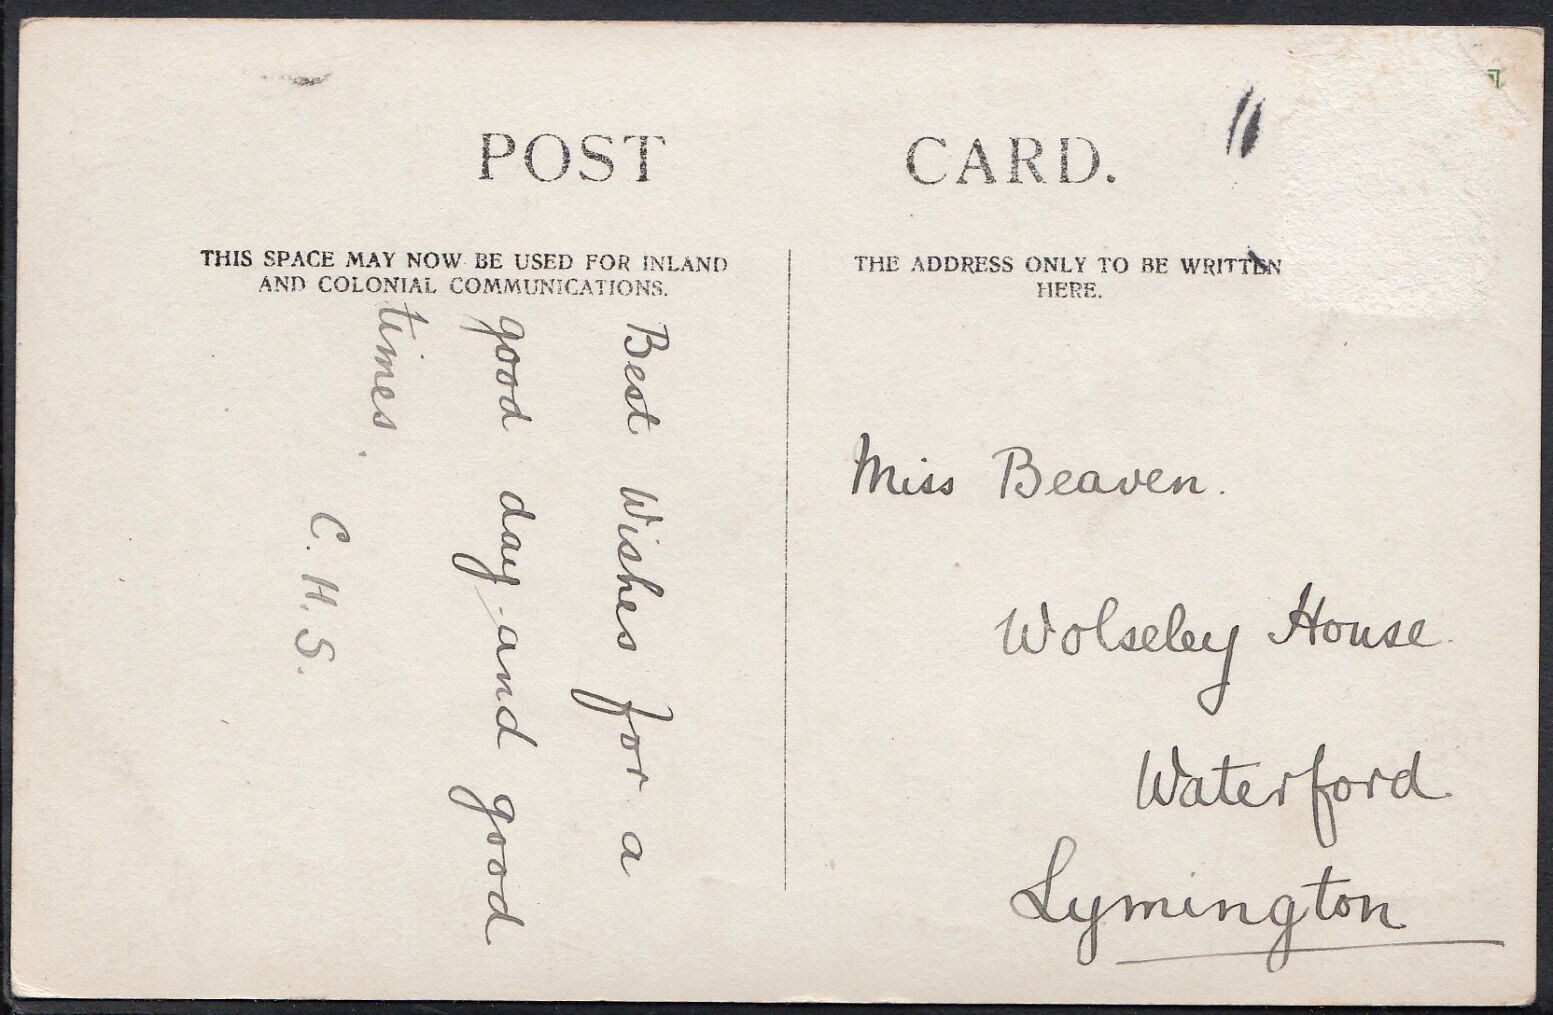 POST CARD.
THIS SPACE MAY NOW BE USED FOR INLAND
AND COLONIAL COMMUNICATIONS.
Best Wishes for a
good day and good
times.
C. H. S.
THE ADDRESS ONLY TO BE WRITTEN
HERE.
Miss Beaven.
Wolseley House
Waterford
Lymington